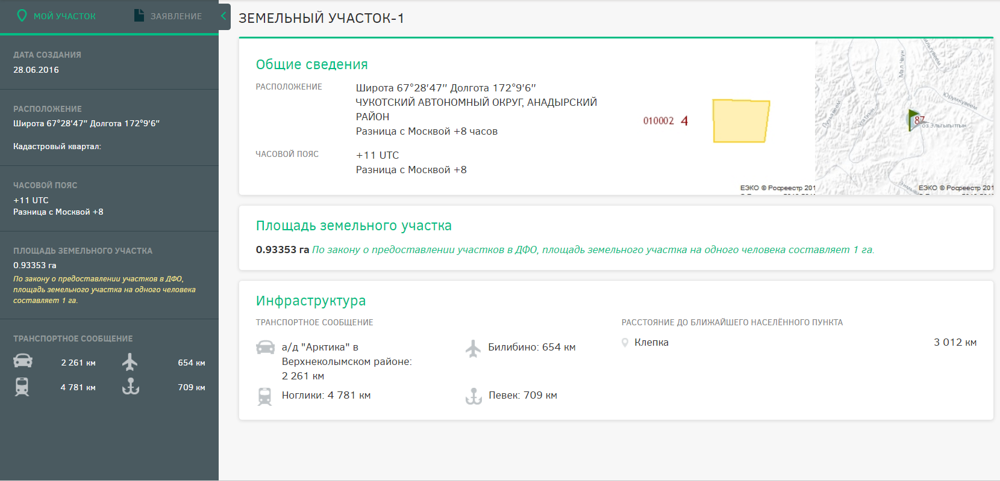 МОЙ УЧАСТОК
ЗАЯВЛЕНИЕ
ДАТА СОЗДАНИЯ
28.06.2016
РАСПОЛОЖЕНИЕ
Широта 67°28'47" Долгота 172°9'6"
Кадастровый квартал:
ЧАСОВОЙ ПОЯС
+11 UTC
Разница с Москвой +8
ПЛОЩАДЬ ЗЕМЕЛЬНОГО УЧАСТКА
0.93353 га
По закону о предоставлении участков в ДФО,
площадь земельного участка на одного человека
составляет 1 га.
ТРАНСПОРТНОЕ СООБЩЕНИЕ
2 261 км
654 км
4 781 км
709 км
ЗЕМЕЛЬНЫЙ УЧАСТОК-1
Общие сведения
РАСПОЛОЖЕНИЕ
Широта 67°28'47" Долгота 172°9'6"
ЧУКОТСКИЙ АВТОНОМНЫЙ ОКРУГ, АНАДЫРСКИЙ
РАЙОН
Разница с Москвой +8 часов
ЧАСОВОЙ ПОЯС
+11 UTC
Разница с Москвой +8
010002 4
ЕЭКО © Росреестр 201
Мал. Чаун
Юрумкувеем
87
оз.Эльгыгытгын
ЕЭКО © Росреестр 201
Площадь земельного участка
0.93353 га По закону о предоставлении участков в ДФО, площадь земельного участка на одного человека составляет 1 га.
Инфраструктура
ТРАНСПОРТНОЕ СООБЩЕНИЕ
а/д "Арктика" в
Верхнеколымском районе:
2 261 км
Билибино: 654 км
Ноглики: 4 781 км
Певек: 709 км
РАССТОЯНИЕ ДО БЛИЖАЙШЕГО НАСЕЛЁННОГО ПУНКТА
Клепка
3 012 км